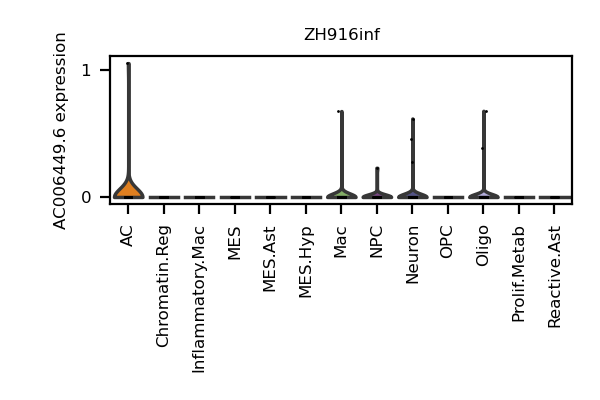 ZH916inf
AC006449.6 expression
1
0
AC
Chromatin.Reg
Inflammatory.Mac
MES
MES.Ast
MES.Hyp
Mac
NPC
Neuron
OPC
Oligo
Prolif.Metab
Reactive.Ast